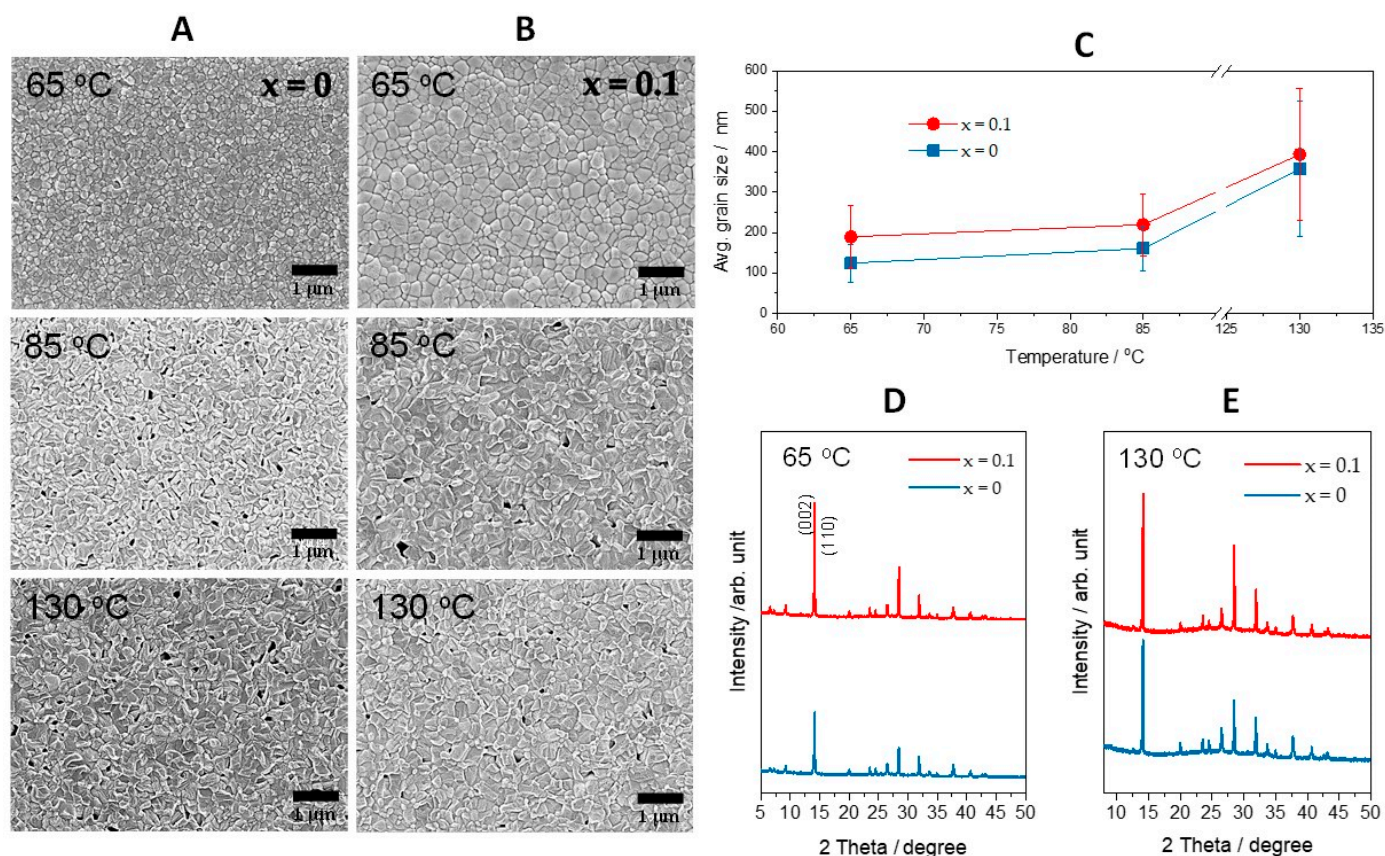 A
B
65 °C
x = 0
1 μm
65 °C
x = 0.1
1 μm
85 °C
1 μm
85 °C
1 μm
130 °C
1 μm
130 °C
1 μm
C
600
500
400
300
200
100
0
Avg. grain size / nm
x = 0.1
x = 0
60 65 70 75 80 85 125 130 135
Temperature / °C
D
65 °C
x = 0.1
x = 0
(002)
(110)
Intensity /arb. unit
5 10 15 20 25 30 35 40 45 50
2 Theta / degree
E
130 °C
x = 0.1
x = 0
Intensity / arb. unit
10 15 20 25 30 35 40 45 50
2 Theta / degree